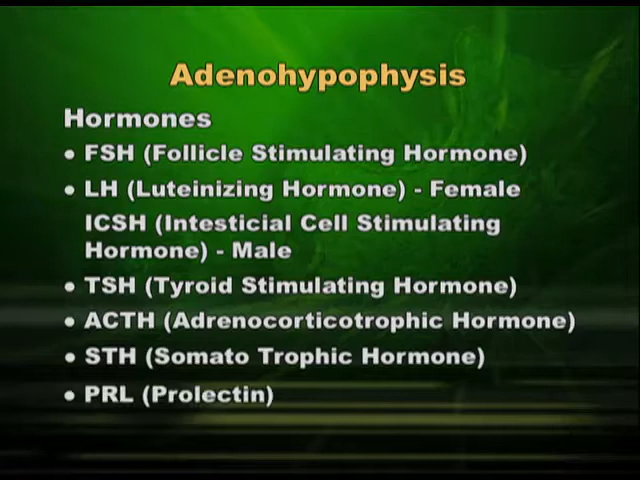 Adenohypophysis
Hormones
• FSH (Follicle Stimulating Hormone)
• LH (Luteinizing Hormone) - Female
ICSH (Intesticial Cell Stimulating
Hormone) - Male
• TSH (Tyroid Stimulating Hormone)
• ACTH (Adrenocorticotrophic Hormone)
• STH (Somato Trophic Hormone)
• PRL (Prolectin)